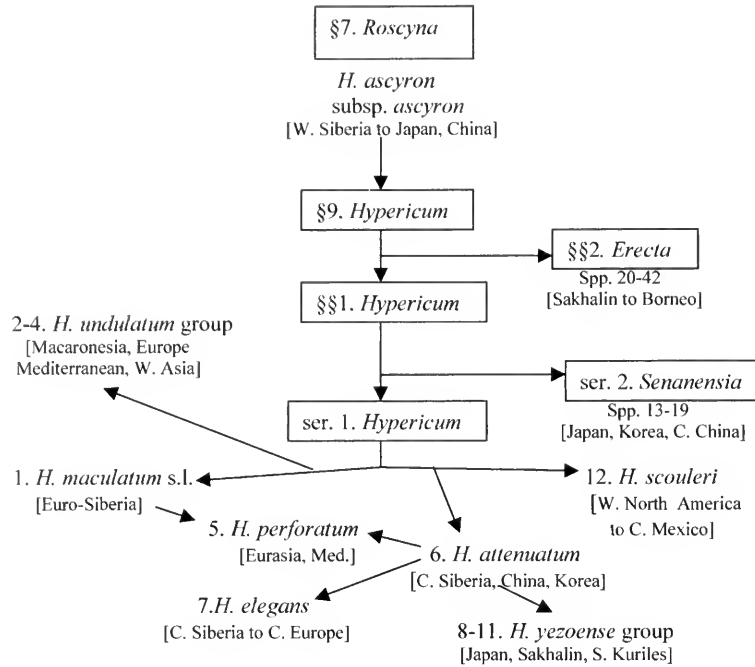 §7. Roscyna
H. ascyron
subsp. ascyron
[W. Siberia to Japan, China]
§9. Hypericum
§§2. Erecta
Spp. 20-42
[Sakhalin to Borneo]
§§1. Hypericum
2-4. H. undulatum group
[Macaronesia, Europe
Mediterranean, W. Asia]
ser. 2. Senanensia
Spp. 13-19
[Japan, Korea, C. China]
ser. 1. Hypericum
1. H. maculatum s.l.
[Euro-Siberia]
12. H. scouleri
[W. North America
to C. Mexico]
5. H. perforatum
[Eurasia, Med.]
6. H. attenuatum
[C. Siberia, China, Korea]
7.H. elegans
[C. Siberia to C. Europe]
8-11. H. yezoense group
[Japan, Sakhalin, S. Kuriles]